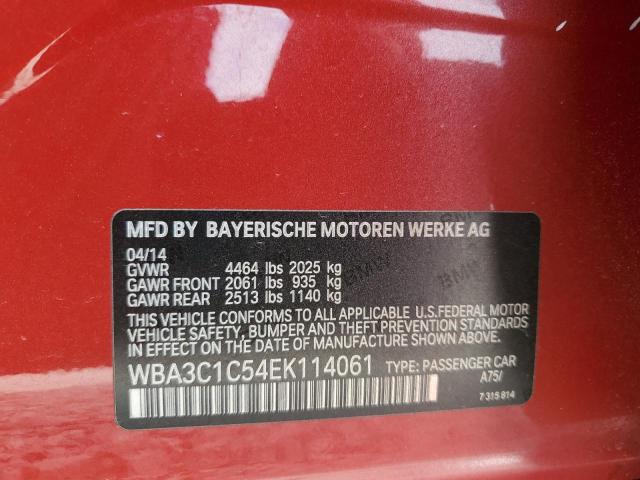 MFD BY BAYERISCHE MOTOREN WERKE AG
04/14
GVWR 4464 lbs 2025 kg
GAWR FRONT 2061 lbs 935 kg
GAWR REAR 2513 lbs 1140 kg
THIS VEHICLE CONFORMS TO ALL APPLICABLE U.S.FEDERAL MOTOR
VEHICLE SAFETY, BUMPER AND THEFT PREVENTION STANDARDS IN
EFFECT ON THE DATE OF MANUFACTURE SHOWN ABOVE.
WBA3C1C54EK114061 TYPE: PASSENGER CAR
A75/
7 315 814
BMW
BMW